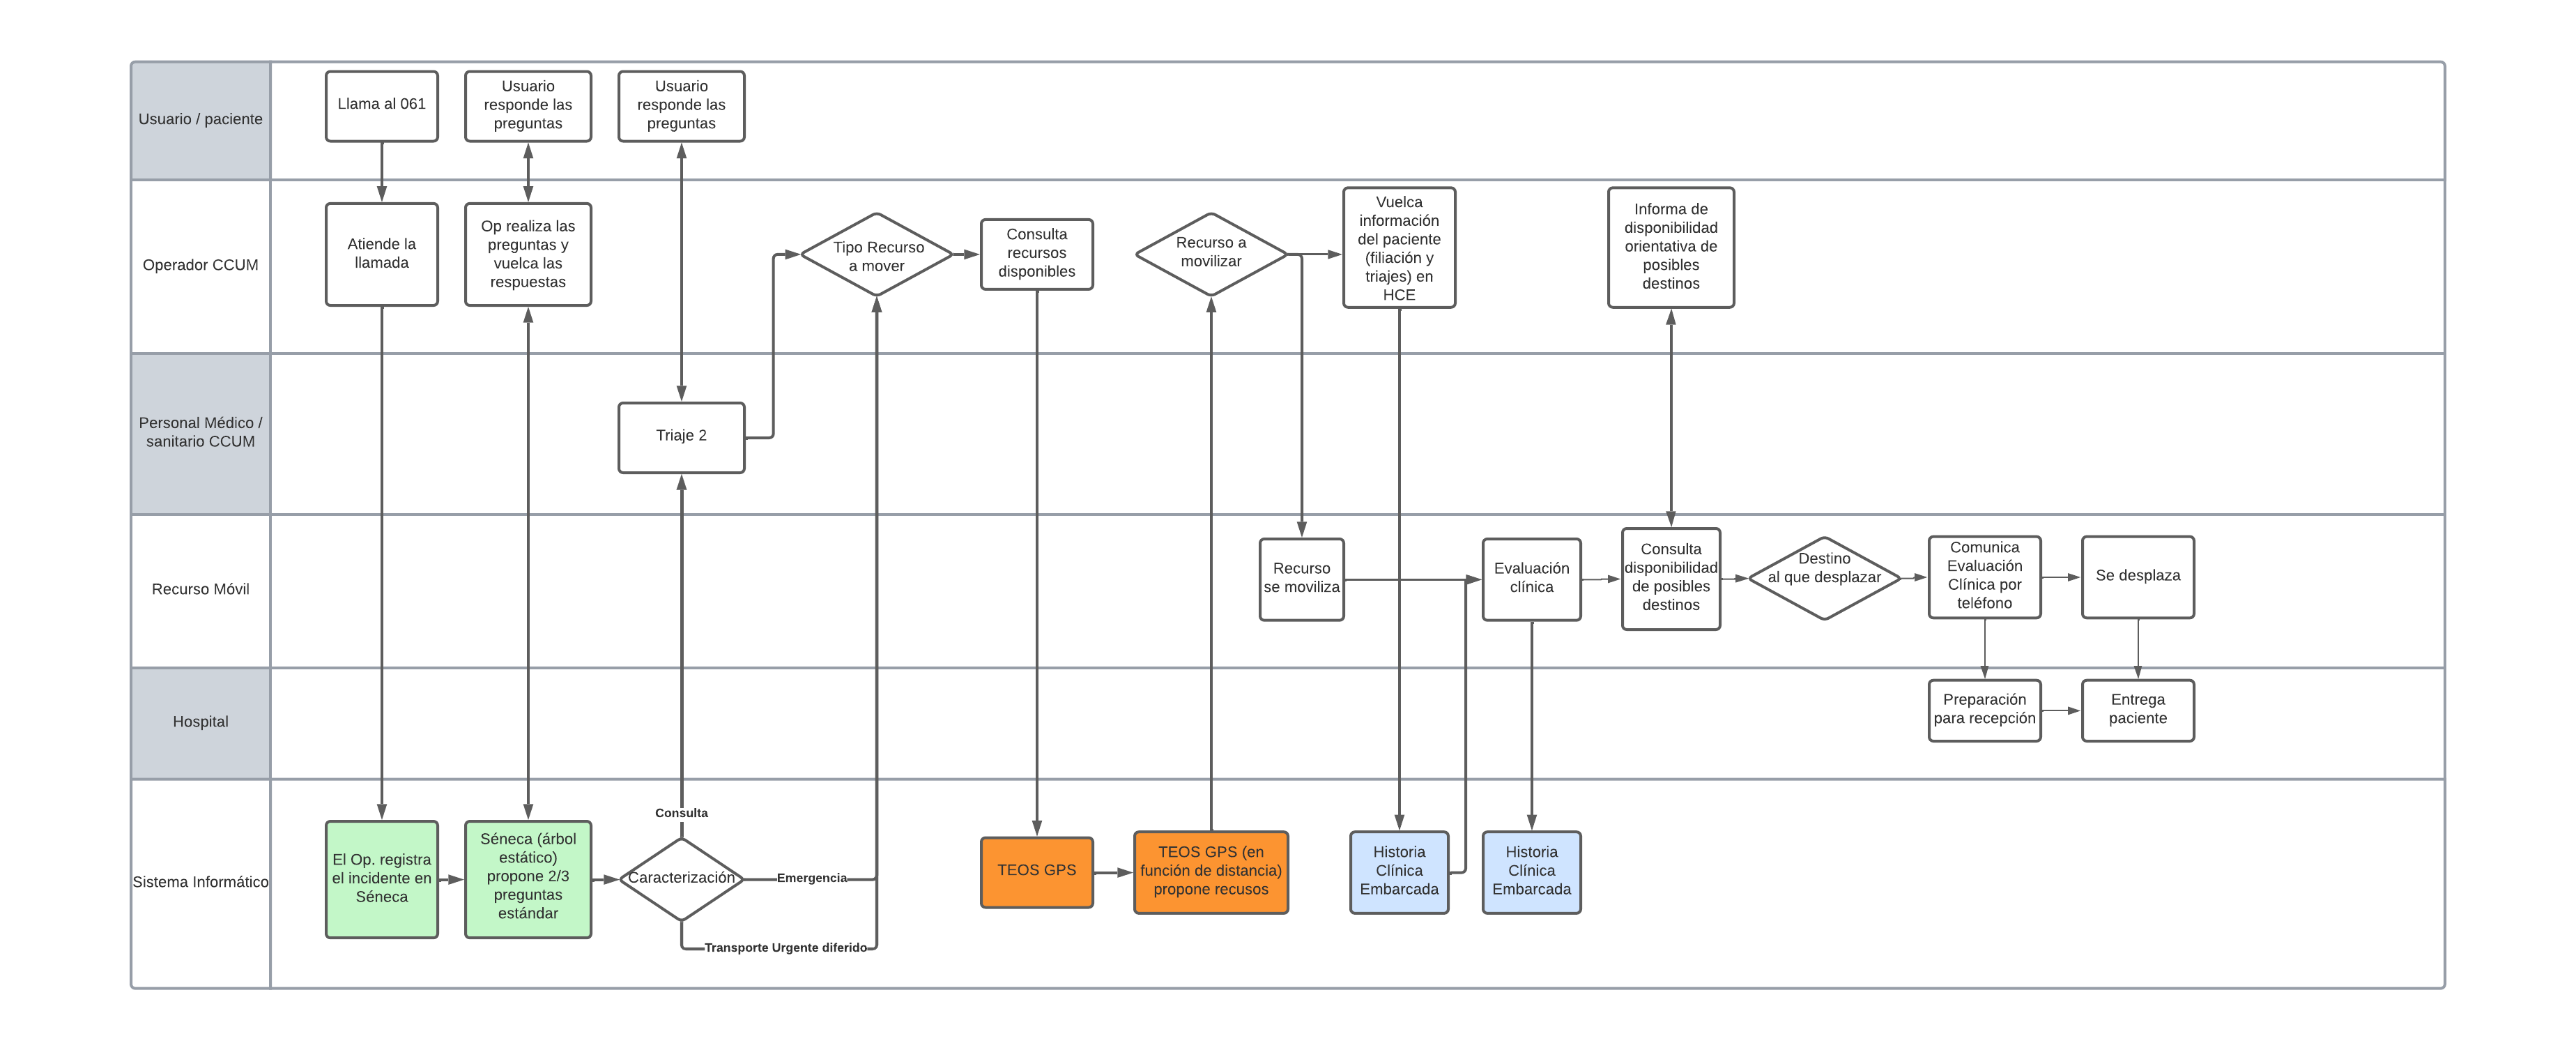 Usuario / paciente
Llama al 061
Usuario
responde las
preguntas
Usuario
responde las
preguntas
Operador CCUM
Atiende la
llamada
Op realiza las
preguntas y
vuelca las
respuestas
Tipo Recurso
a mover
Consulta
recursos
disponibles
Recurso a
movilizar
Vuelca
información
del paciente
(filiación y
triajes) en
HCE
Informa de
disponibilidad
orientativa de
posibles
destinos
Personal Médico /
sanitario CCUM
Triaje 2
Recurso Móvil
Recurso
se moviliza
Evaluación
clínica
Consulta
disponibilidad
de posibles
destinos
Destino
al que desplazar
Comunica
Evaluación
Clínica por
teléfono
Se desplaza
Hospital
Preparación
para recepción
Entrega
paciente
Sistema Informático
El Op. registra
el incidente en
Séneca
Séneca (árbol
estático)
propone 2/3
preguntas
estándar
Consulta
Caracterización
Emergencia
Transporte Urgente diferido
TEOS GPS
TEOS GPS (en
función de distancia)
propone recusos
Historia
Clínica
Embarcada
Historia
Clínica
Embarcada